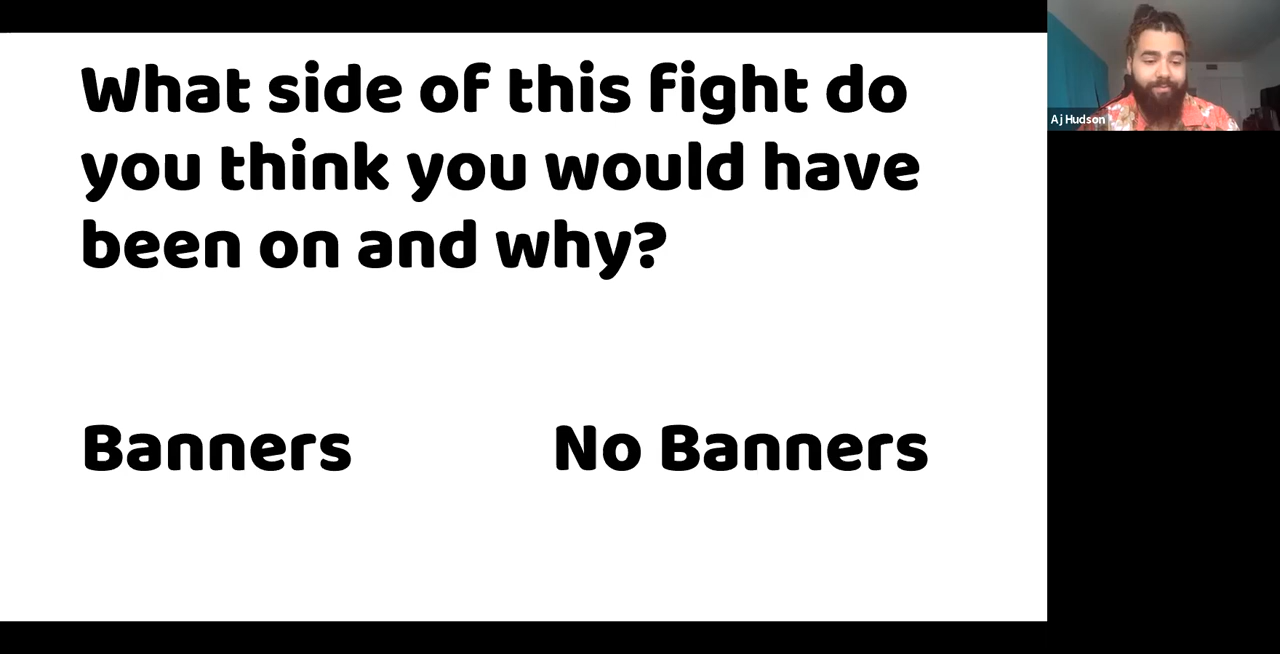 What side of this fight do
you think you would have
been on and why?
Banners No Banners
Aj Hudson